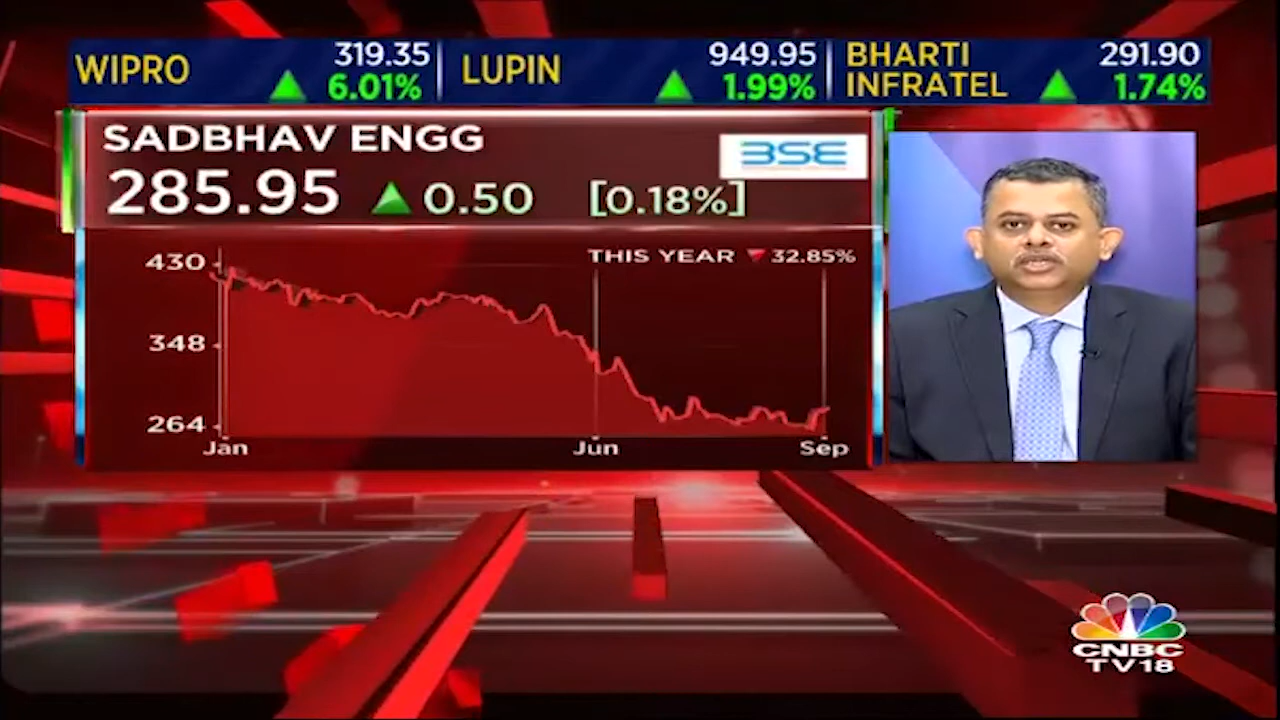 WIPRO 319.35 ▲ 6.01%
LUPIN 949.95 ▲ 1.99%
BHARTI INFRATEL 291.90 ▲ 1.74%
SADBHAV ENGG
BSE
285.95 ▲ 0.50 [0.18%]
THIS YEAR ▼ 32.85%
430
348
264
Jan Jun Sep
CNBC
TV18